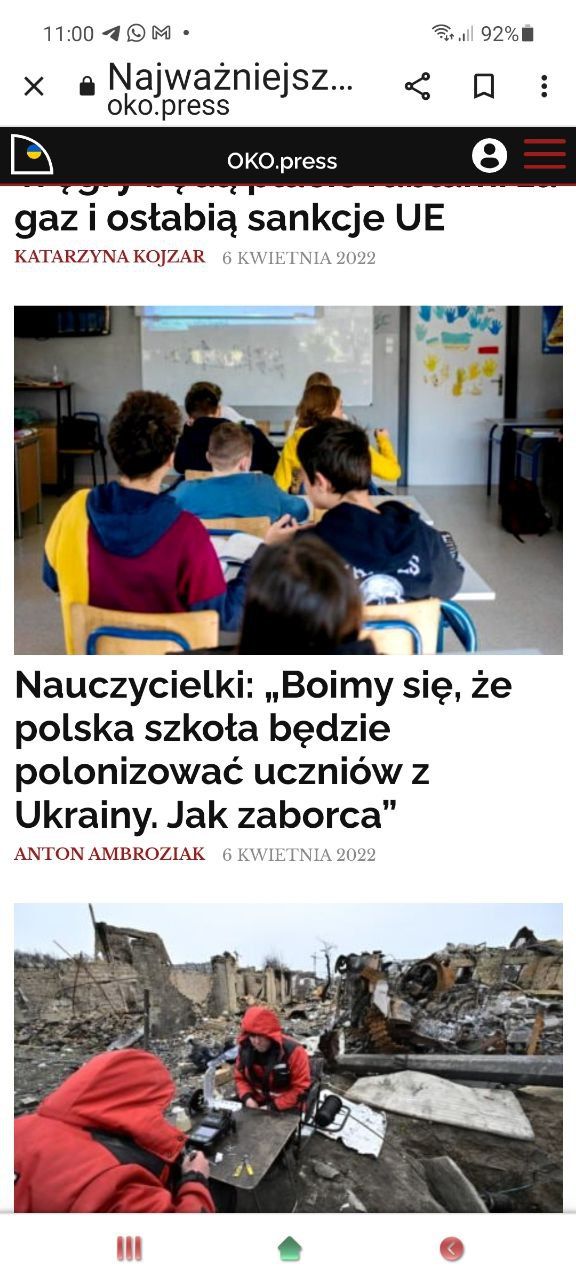 11:00
92%
Najważniejsz...
oko.press
OKO.press
gaz i osłabią sankcje UE
KATARZYNA KOJZAR 6 KWIETNIA 2022
Nauczycielki: „Boimy się, że
polska szkoła będzie
polonizować uczniów z
Ukrainy. Jak zaborca”
ANTON AMBROZIAK 6 KWIETNIA 2022